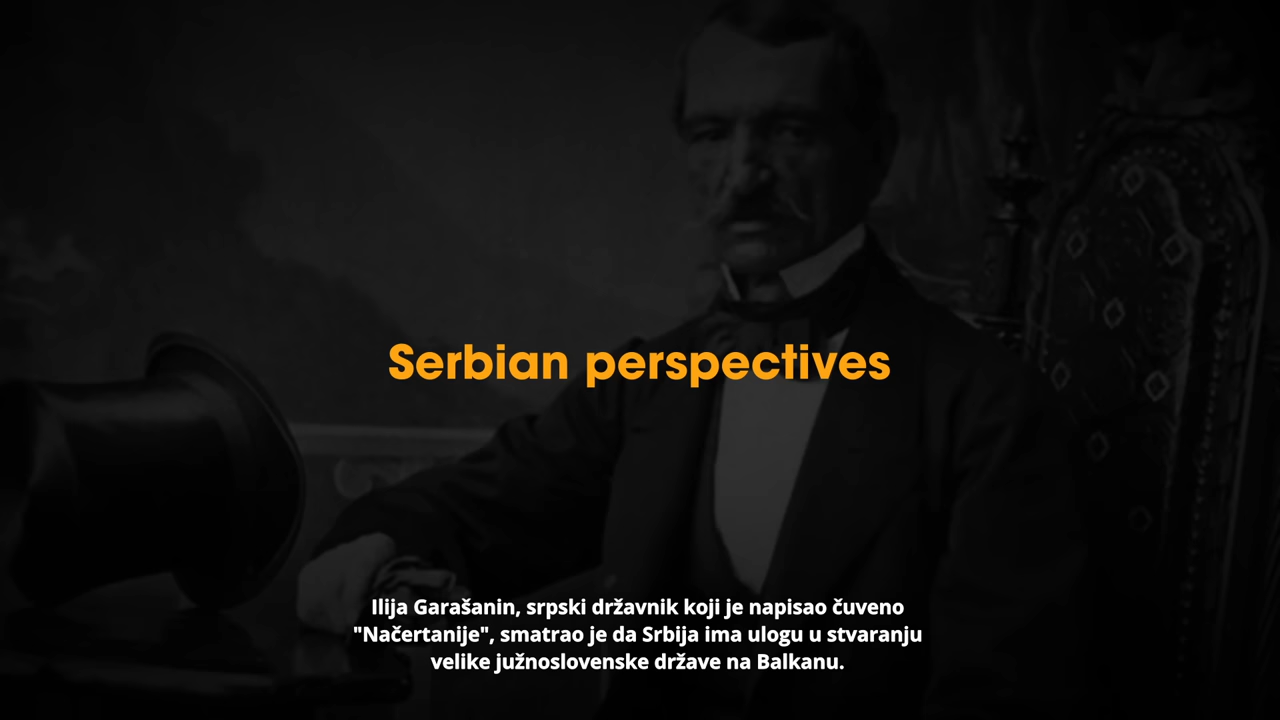 Serbian perspectives
Ilija Garašanin, srpski državnik koji je napisao čuveno
"Načertanije", smatrao je da Srbija ima ulogu u stvaranju
velike južnoslovenske države na Balkanu.